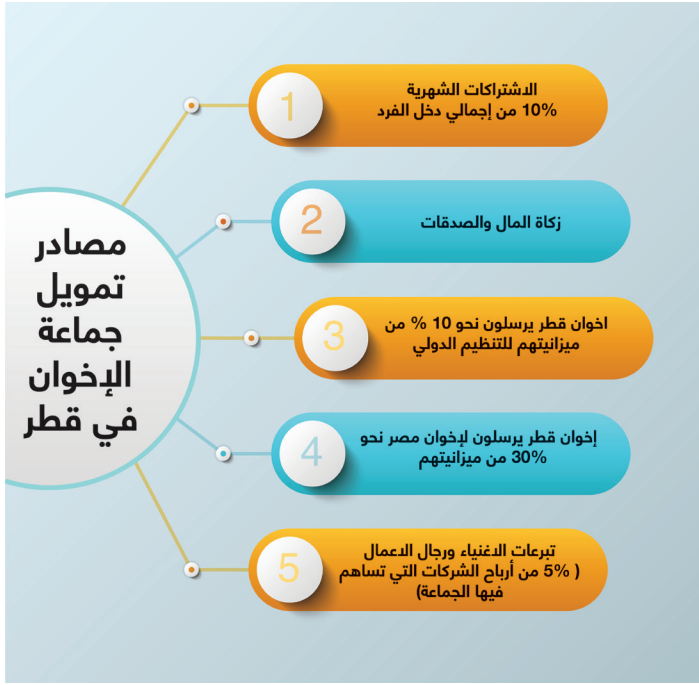 مصادر
تمويل
جماعة
الإخوان
في قطر
1
الاشتراكات الشهرية
10% من إجمالي دخل الفرد
2
زكاة المال والصدقات
3
اخوان قطر يرسلون نحو 10 % من
ميزانيتهم للتنظيم الدولي
4
إخوان قطر يرسلون لإخوان مصر نحو
30% من ميزانيتهم
5
تبرعات الاغنياء ورجال الاعمال
( 5% من أرباح الشركات التي تساهم
فيها الجماعة)